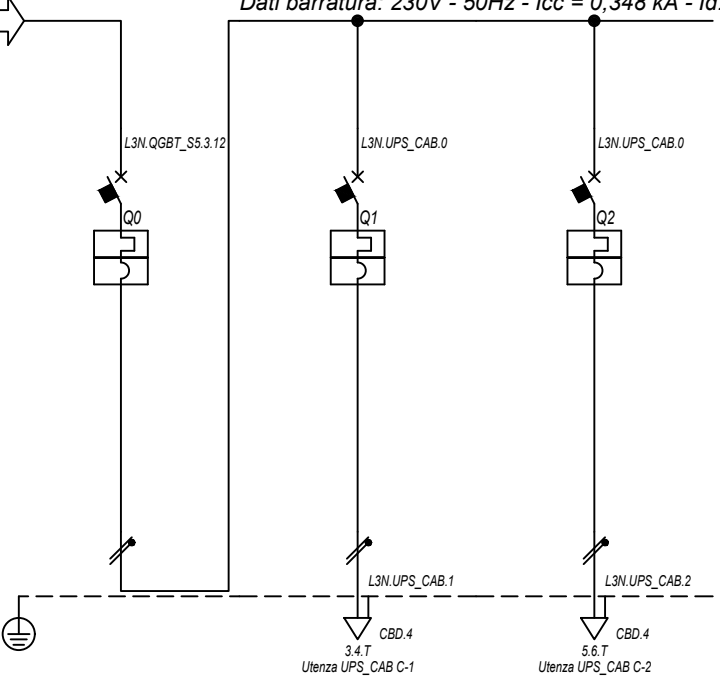 Dati barratura: 230V - 50Hz - Icc = 0,348 kA - Id
L3N.QGBT_S5.3.12
L3N.UPS_CAB.0
L3N.UPS_CAB.0
Q0
Q1
Q2
L3N.UPS_CAB.1
L3N.UPS_CAB.2
CBD.4
CBD.4
3.4.T
5.6.T
Utenza UPS_CAB C-1
Utenza UPS_CAB C-2